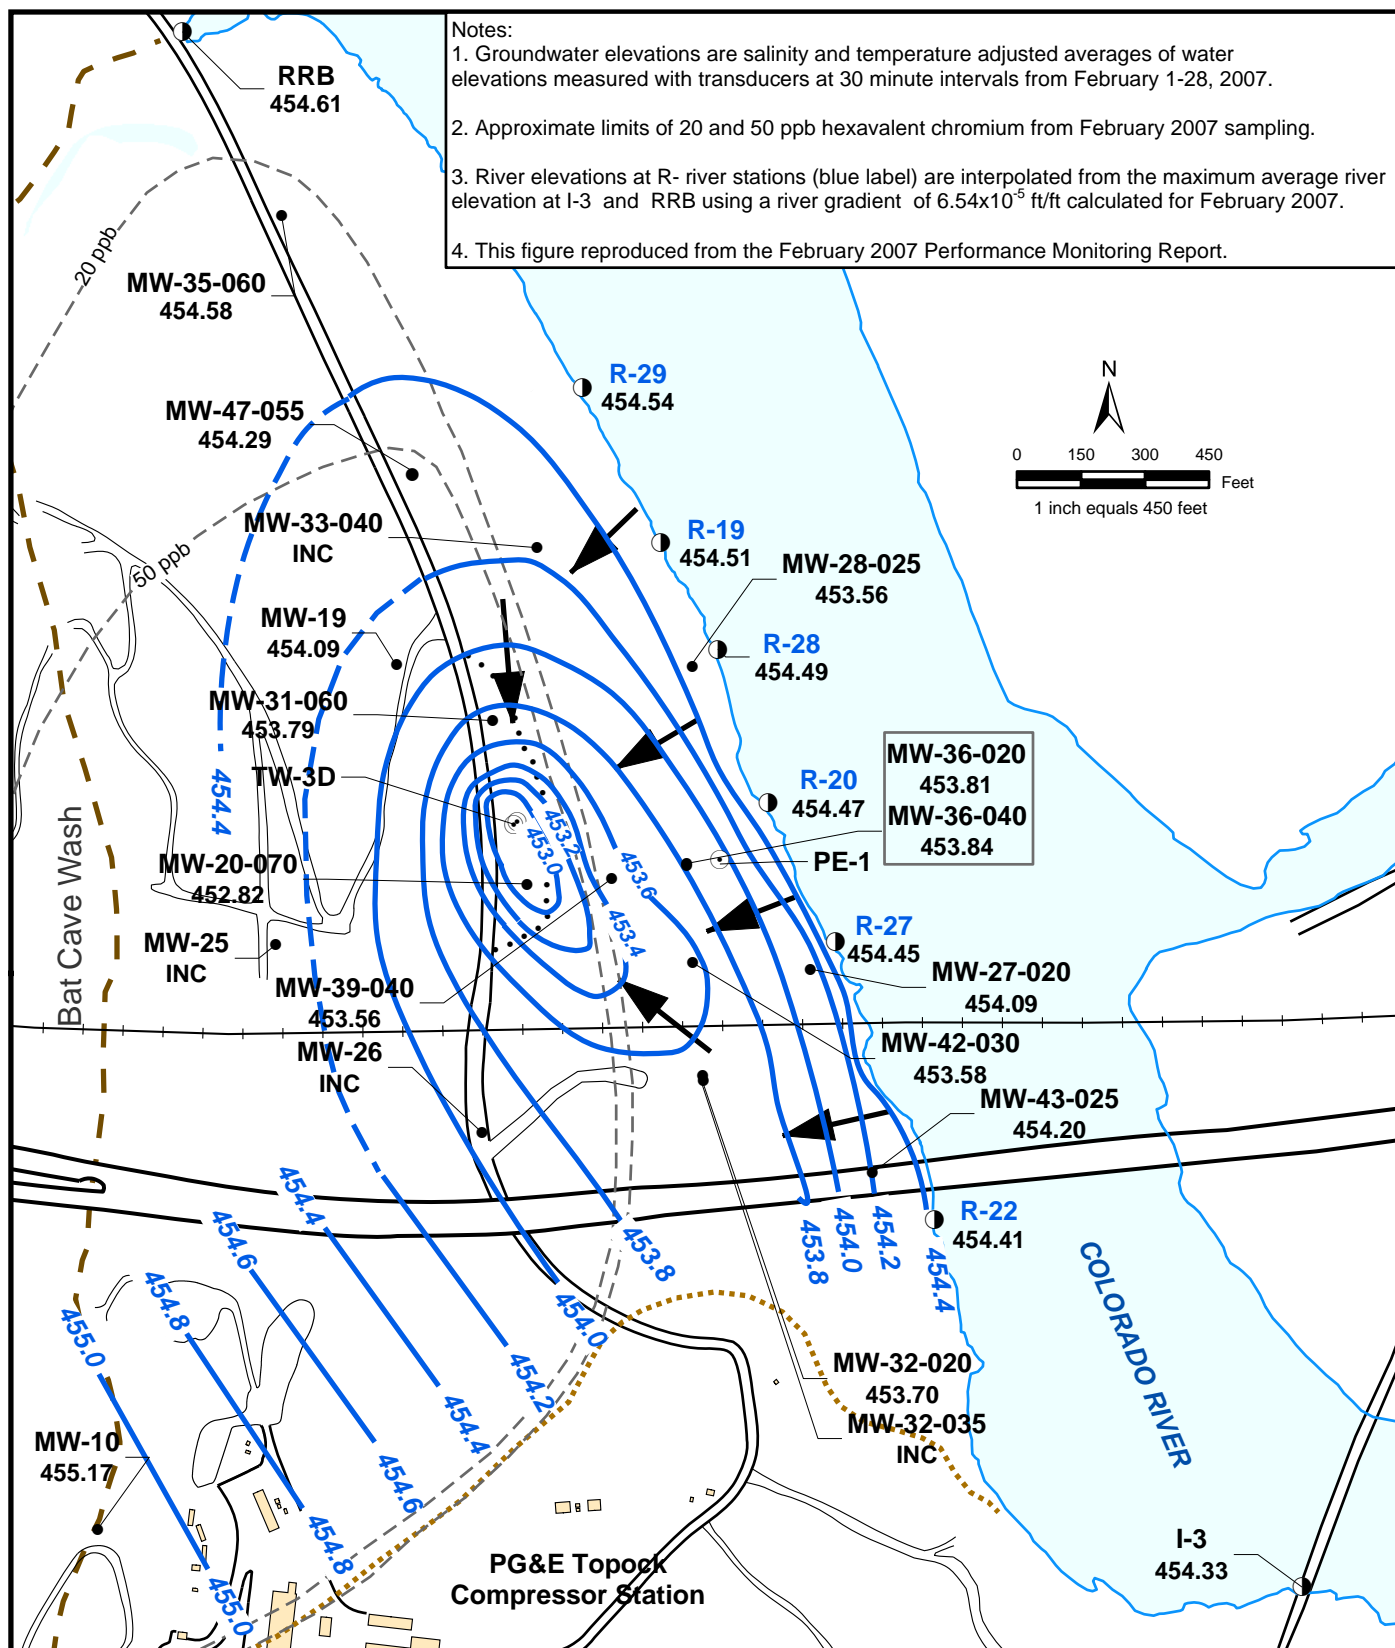 Notes:
1. Groundwater elevations are salinity and temperature adjusted averages of water
elevations measured with transducers at 30 minute intervals from February 1-28, 2007.
2. Approximate limits of 20 and 50 ppb hexavalent chromium from February 2007 sampling.
3. River elevations at R- river stations (blue label) are interpolated from the maximum average river
elevation at I-3 and RRB using a river gradient of 6.54x10⁻⁵ ft/ft calculated for February 2007.
4. This figure reproduced from the February 2007 Performance Monitoring Report.
RRB
454.61
20 ppb
MW-35-060
454.58
N
R-29
454.54
MW-47-055
454.29
0 150 300 450
Feet
1 inch equals 450 feet
MW-33-040
INC
R-19
454.51
50 ppb
MW-28-025
453.56
MW-19
454.09
R-28
454.49
MW-31-060
453.79
TW-3D
454.4
R-20
454.47
MW-36-020
453.81
MW-36-040
453.84
PE-1
453.2
453.0
453.6
453.4
MW-20-070
452.82
Bat Cave Wash
MW-25
INC
R-27
454.45
MW-27-020
454.09
MW-39-040
453.56
MW-26
INC
MW-42-030
453.58
MW-43-025
454.20
R-22
454.41
454.4
454.6
454.8
455.0
453.8
454.0
453.8
454.0
454.2
454.4
COLORADO RIVER
454.2
454.4
454.6
454.8
455.0
MW-32-020
453.70
MW-32-035
INC
MW-10
455.17
PG&E Topock
Compressor Station
I-3
454.33